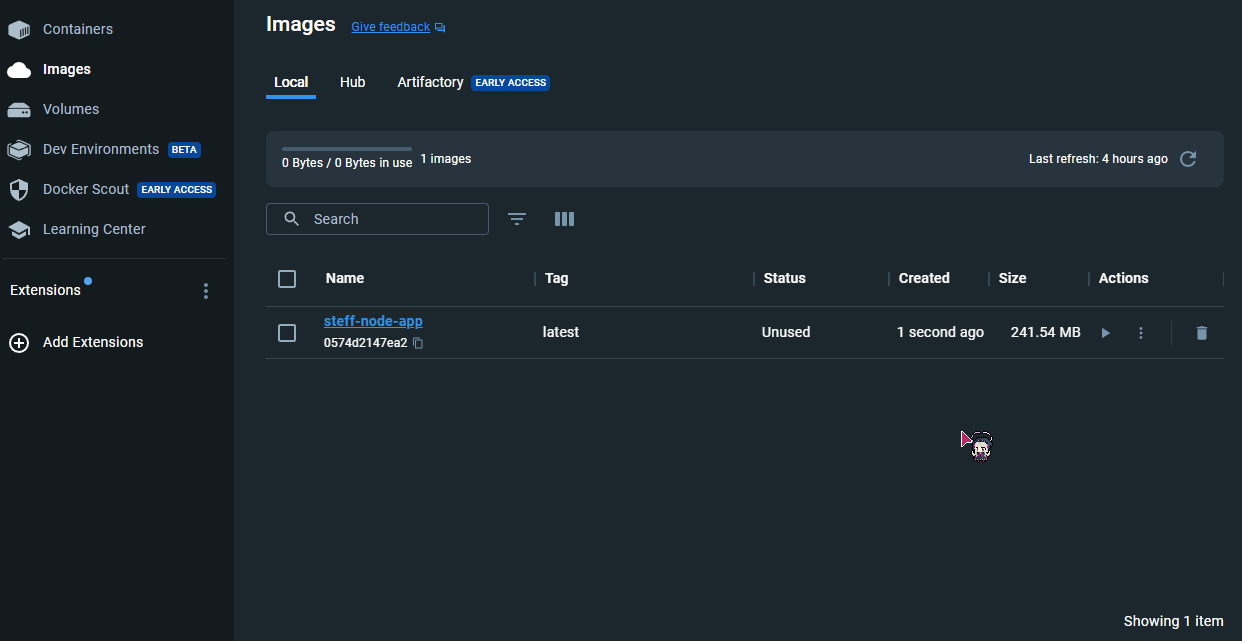 Containers
Images
Volumes
Dev Environments BETA
Docker Scout EARLY ACCESS
Learning Center
Extensions
Add Extensions
Images Give feedback
Local Hub Artifactory EARLY ACCESS
0 Bytes / 0 Bytes in use 1 images Last refresh: 4 hours ago
Search
Name Tag Status Created Size Actions
steff-node-app
0574d2147ea2
latest Unused 1 second ago 241.54 MB
Showing 1 item